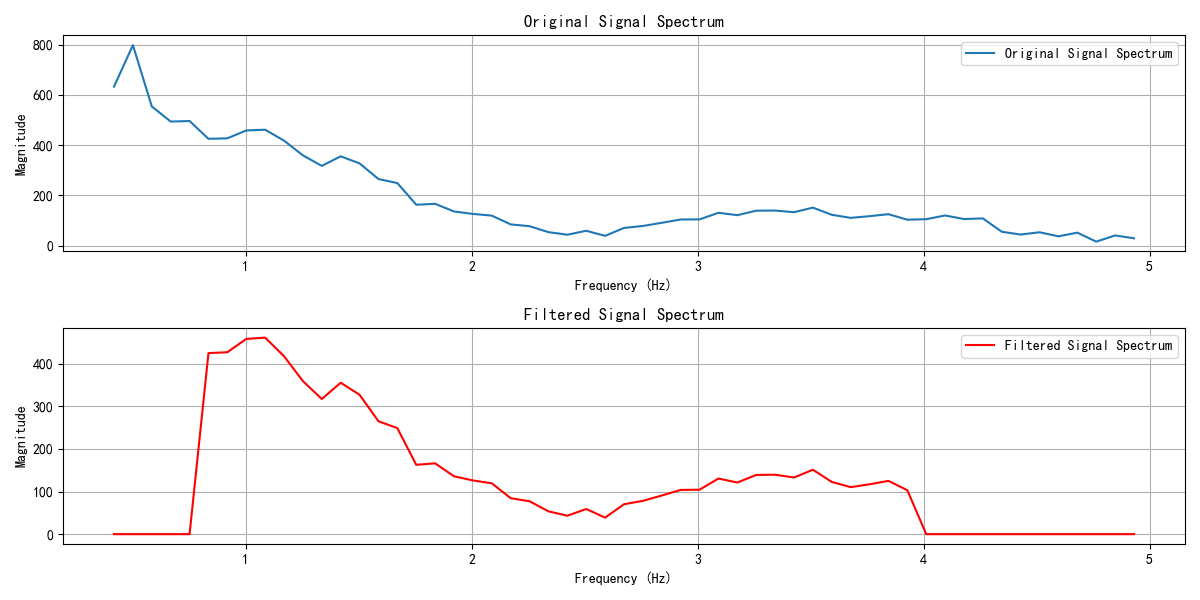 Original Signal Spectrum
Original Signal Spectrum
800
600
400
200
0
Magnitude
1 2 3 4 5
Frequency (Hz)
Filtered Signal Spectrum
Filtered Signal Spectrum
400
300
200
100
0
Magnitude
1 2 3 4 5
Frequency (Hz)